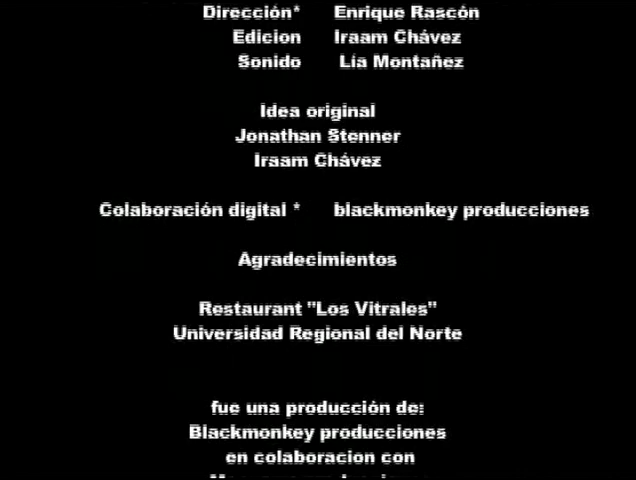 Dirección* Enrique Rascón
Edicion Iraam Chávez
Sonido Lía Montañez
Idea original
Jonathan Stenner
Iraam Chávez
Colaboración digital * blackmonkey producciones
Agradecimientos
Restaurant "Los Vitrales"
Universidad Regional del Norte
fue una producción de:
Blackmonkey producciones
en colaboracion con